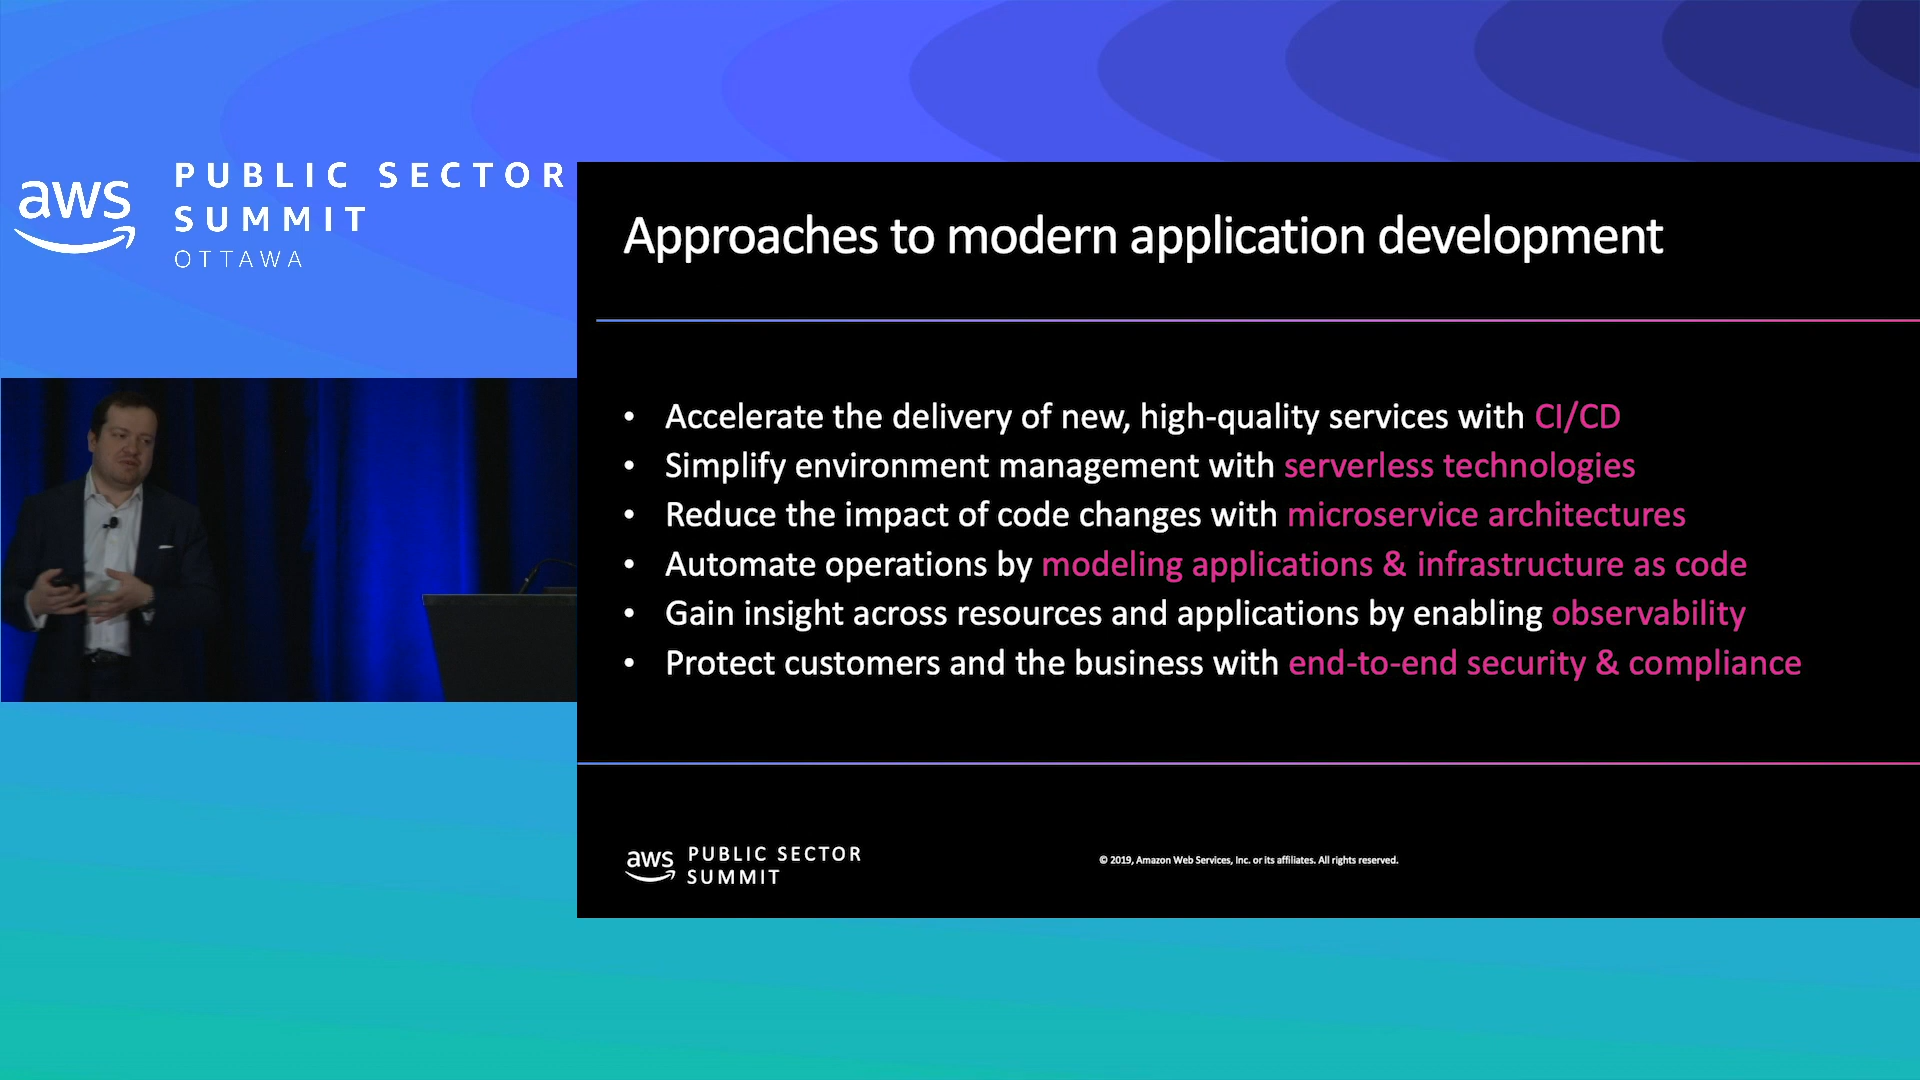 aws
PUBLIC SECTOR
SUMMIT
OTTAWA
Approaches to modern application development
• Accelerate the delivery of new, high-quality services with CI/CD
• Simplify environment management with serverless technologies
• Reduce the impact of code changes with microservice architectures
• Automate operations by modeling applications & infrastructure as code
• Gain insight across resources and applications by enabling observability
• Protect customers and the business with end-to-end security & compliance
aws
PUBLIC SECTOR
SUMMIT
© 2019, Amazon Web Services, Inc. or its affiliates. All rights reserved.